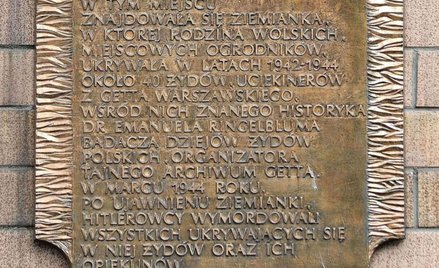 W TYM MIEJSCU
ZNAJDOWAŁA SIĘ ZIEMIANKA,
W KTÓREJ RODZINA WOLSKICH,
MIEJSCOWYCH OGRODNIKÓW,
UKRYWAŁA W LATACH 1942-1944
OKOŁO 40 ŻYDÓW, UCIEKINERÓW
Z GETTA WARSZAWSKIEGO.
WŚRÓD NICH ZNANEGO HISTORYKA
DR. EMANUELA RINGELBLUMA
BADACZA DZIEJÓW ŻYDÓW
POLSKICH, ORGANIZATORA
TAJNEGO ARCHIWUM GETTA.
W MARCU 1944 ROKU,
PO UJAWNIENIU ZIEMIANKI,
HITLEROWCY WYMORDOWALI
WSZYSTKICH UKRYWAJĄCYCH SIĘ
W NIEJ ŻYDÓW ORAZ ICH
OPIEKUNÓW